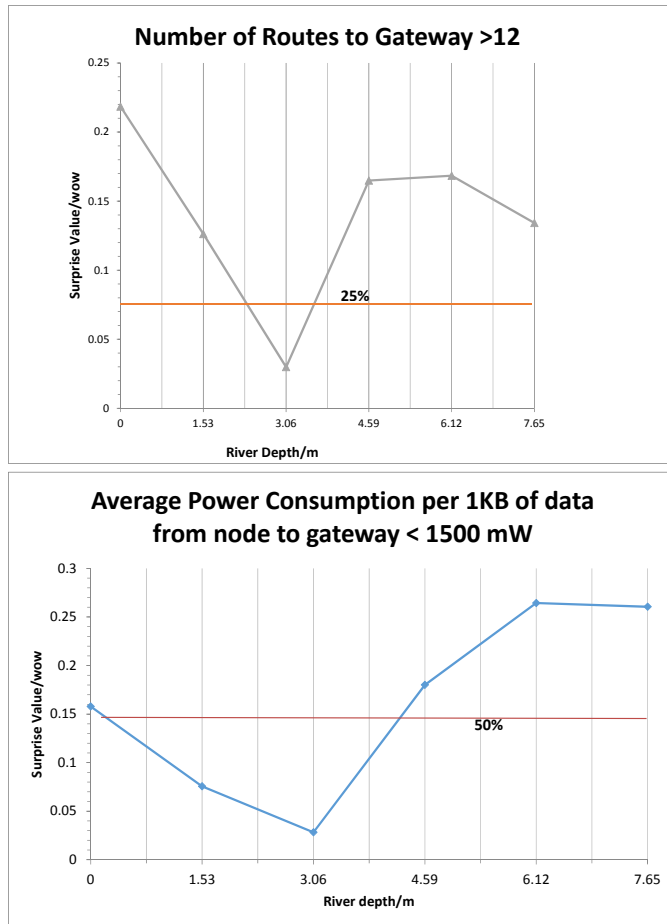 Number of Routes to Gateway >12
0.25
0.2
0.15
0.1
0.05
0
Surprise Value/wow
25%
0 1.53 3.06 4.59 6.12 7.65
River Depth/m
Average Power Consumption per 1KB of data
from node to gateway < 1500 mW
0.3
0.25
0.2
0.15
0.1
0.05
0
Surprise Value/wow
50%
0 1.53 3.06 4.59 6.12 7.65
River depth/m